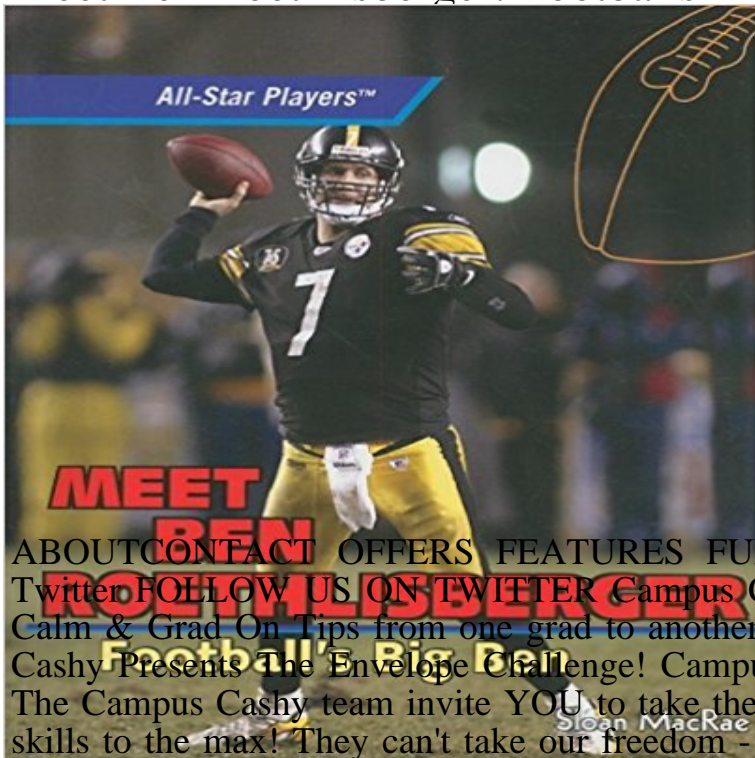 All-Star Players™
7
MEET
BEN
ABOUTCONTACT OFFERS FEATURES FU
ROETHLISBERGER
Twitter FOLLOW US ON TWITTER Campus
Calm & Grad On Tips from one grad to another
Football's Big Ben
Cashy Presents The Envelope Challenge! Campu
The Campus Cashy team invite YOU to take the
Sloan MacRae
skills to the max! They can't take our freedom -